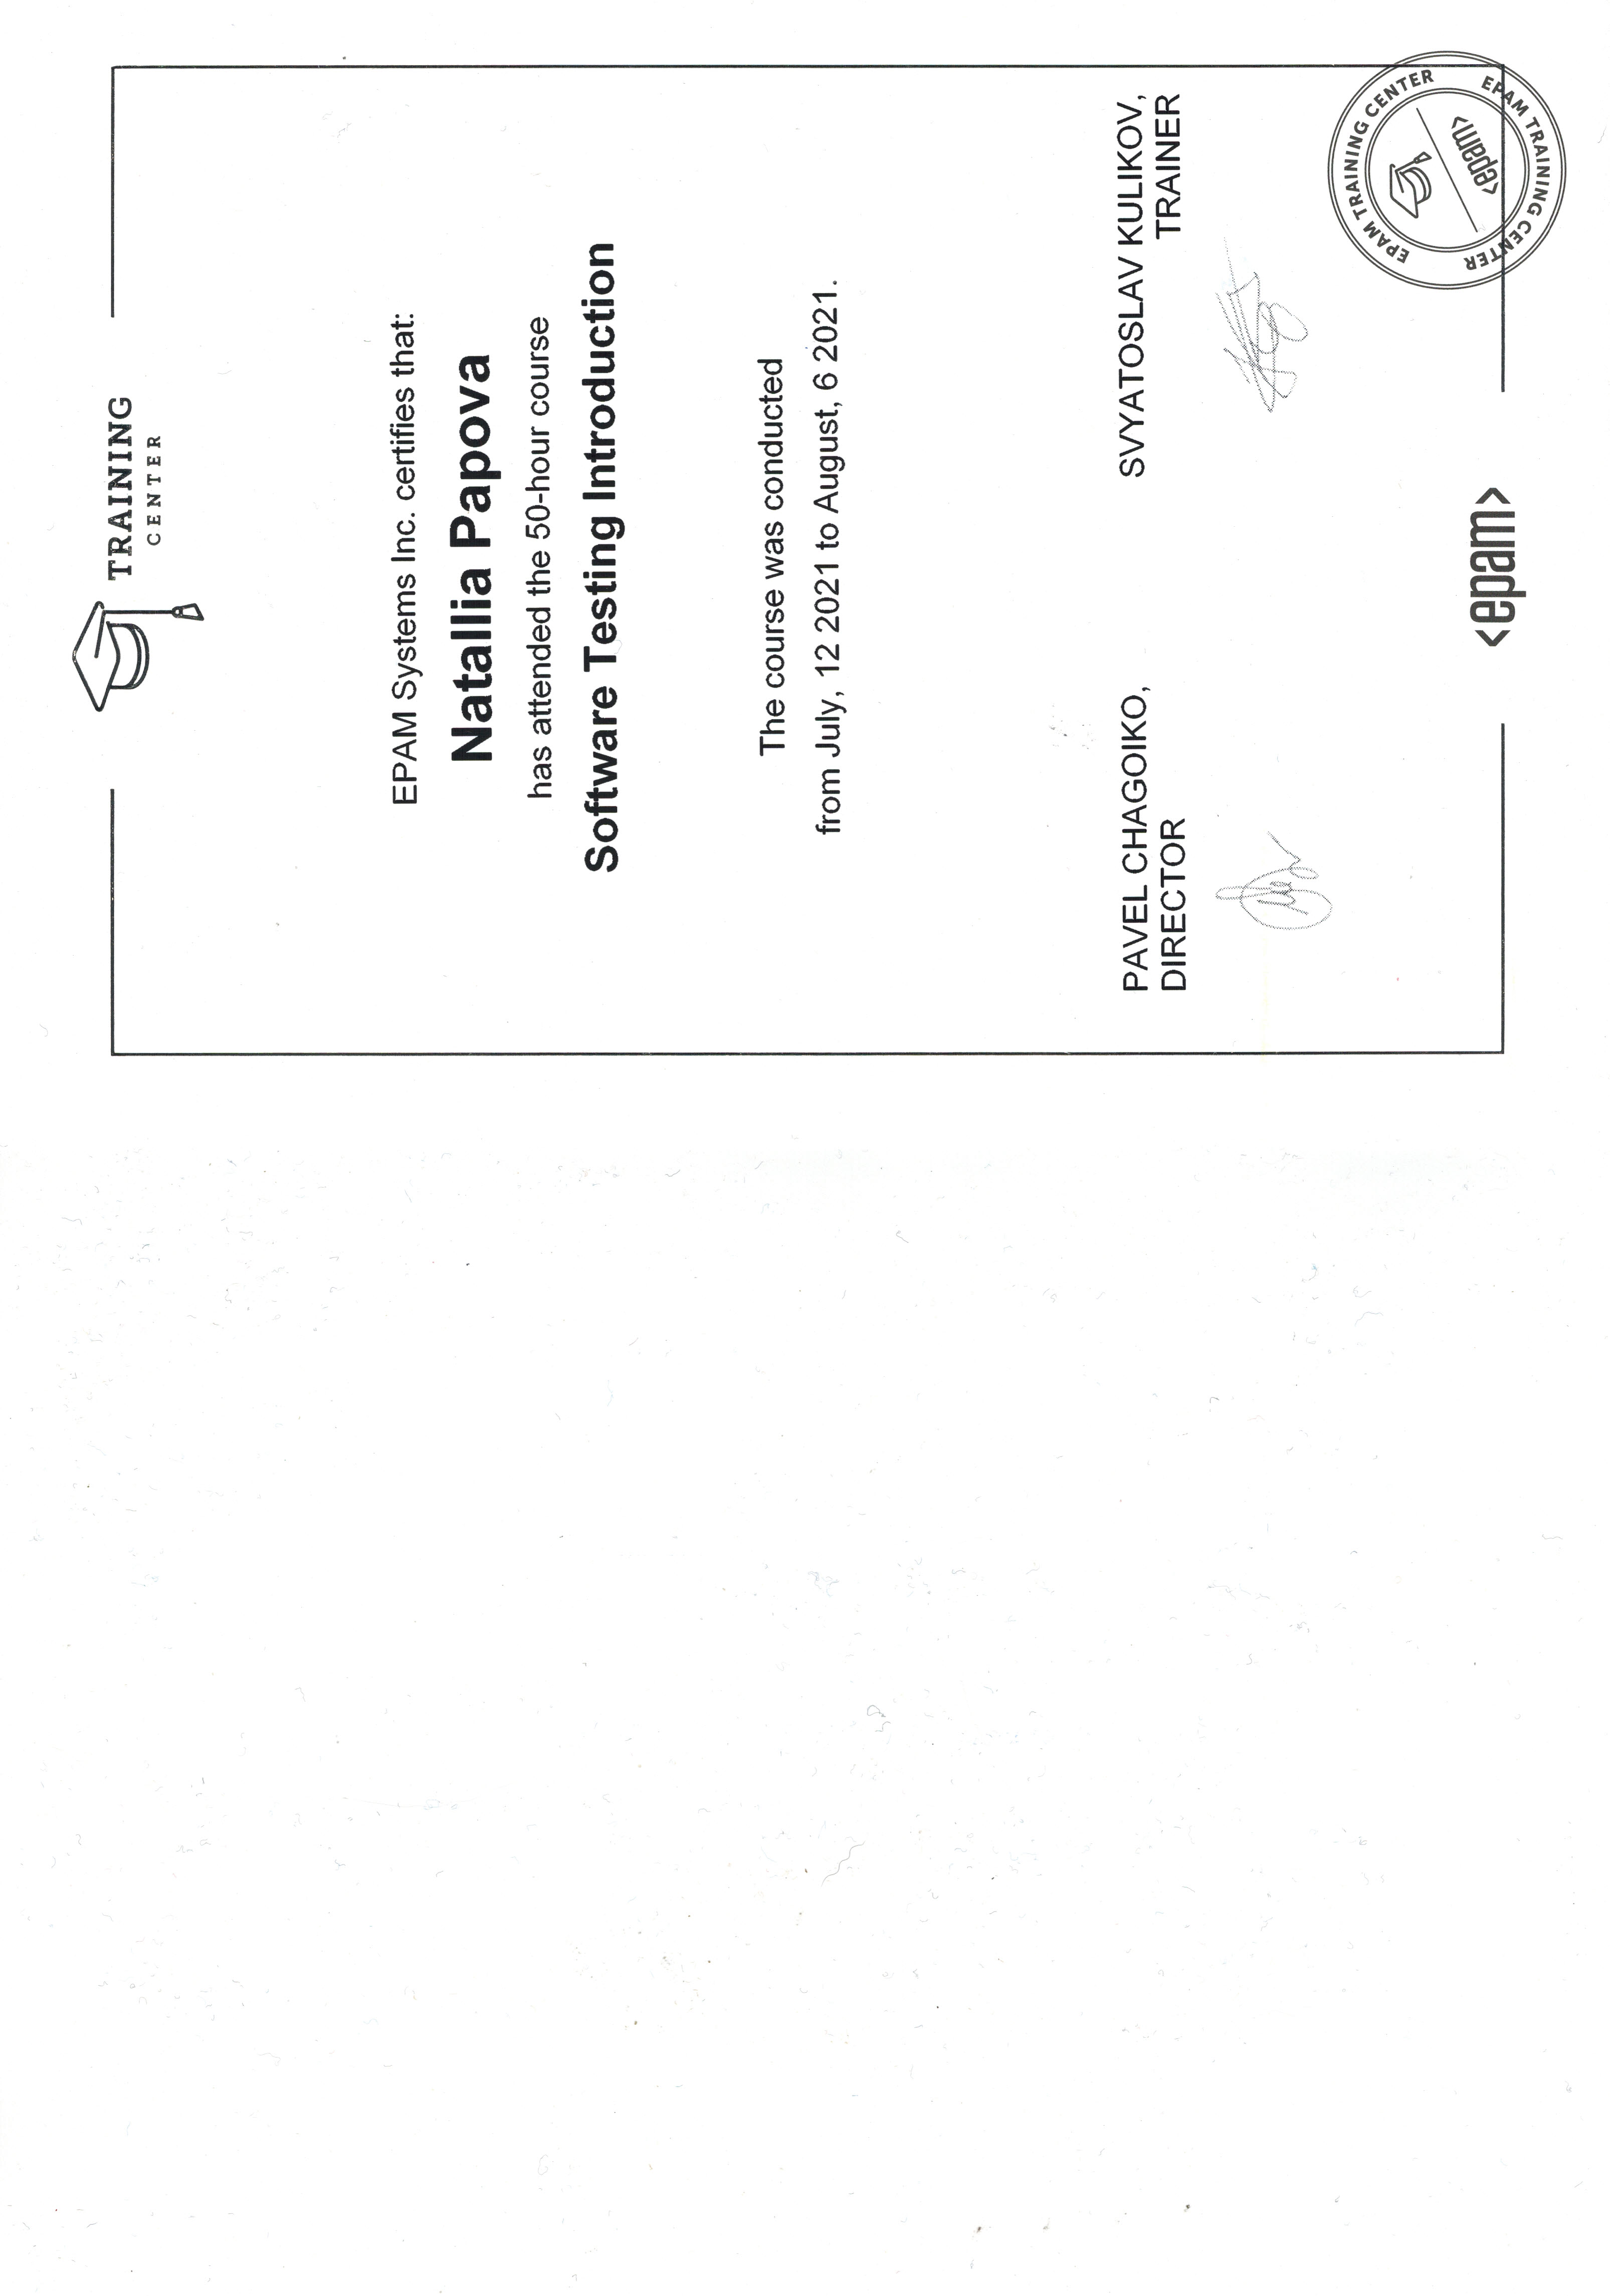 TRAINING
CENTER
EPAM Systems Inc. certifies that:
Natallia Papova
has attended the 50-hour course
Software Testing Introduction
The course was conducted
from July, 12 2021 to August, 6 2021.
PAVEL CHAGOIKO,
DIRECTOR
SVYATOSLAV KULIKOV,
TRAINER
<epam>
EPAM TRAINING CENTER
EPAM TRAINING CENTER
<epam>